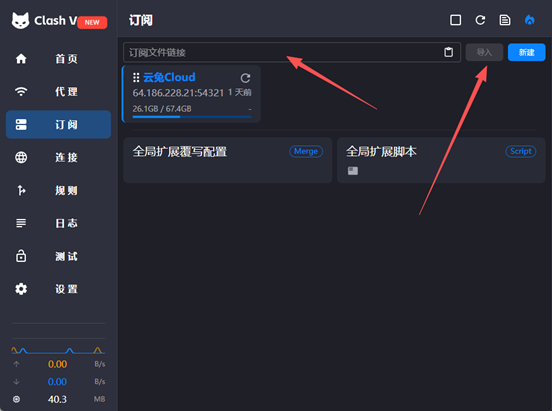 Clash V
NEW
订阅
首页
代理
订阅
连接
规则
日志
测试
设置
订阅文件链接
导入
新建
云兔Cloud
64.186.228.21:54321
1 天前
26.1GB / 67.4GB
-
全局扩展覆写配置
Merge
全局扩展脚本
Script
0.00
B/s
0.00
B/s
40.3
MB